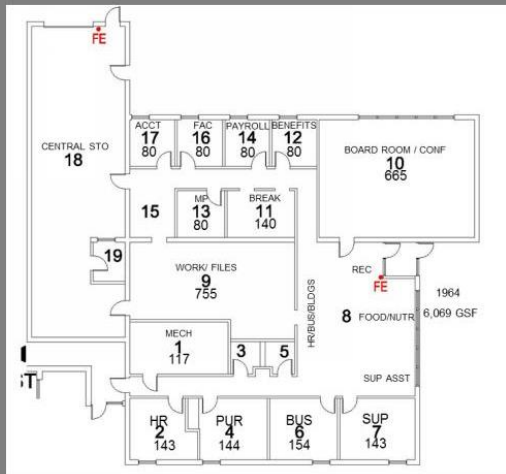 FE
ACCT
17
80
FAC
16
80
PAYROLL
14
80
BENEFITS
12
80
CENTRAL STO
18
BOARD ROOM / CONF
10
665
15
MP
13
80
BREAK
11
140
19
WORK/ FILES
9
755
REC
FE
HR/BUS/BLDGS
8 FOOD/NUTR
1964
6,069 GSF
MECH
1
117
3
5
ST
SUP ASST
HR
2
143
PUR
4
144
BUS
6
154
SUP
7
143